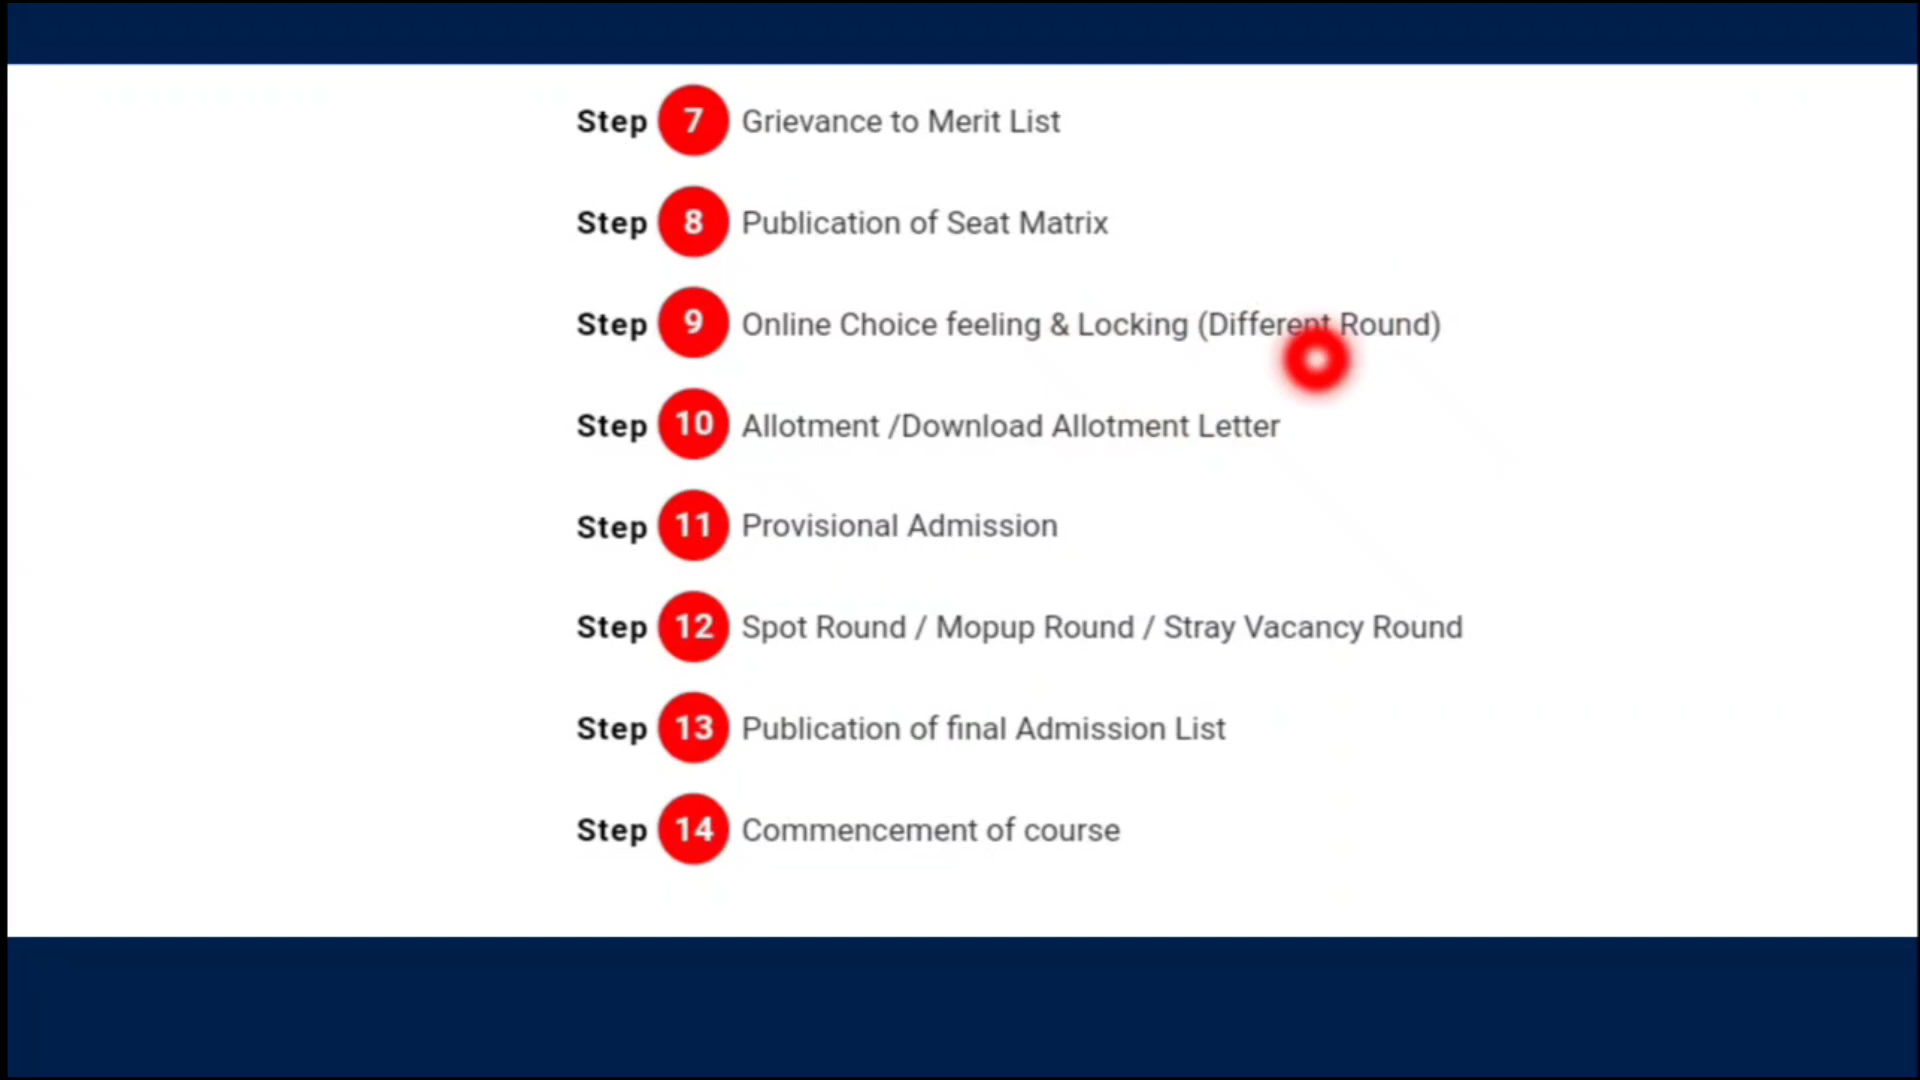 Step 7 Grievance to Merit List
Step 8 Publication of Seat Matrix
Step 9 Online Choice feeling & Locking (Different Round)
Step 10 Allotment /Download Allotment Letter
Step 11 Provisional Admission
Step 12 Spot Round / Mopup Round / Stray Vacancy Round
Step 13 Publication of final Admission List
Step 14 Commencement of course